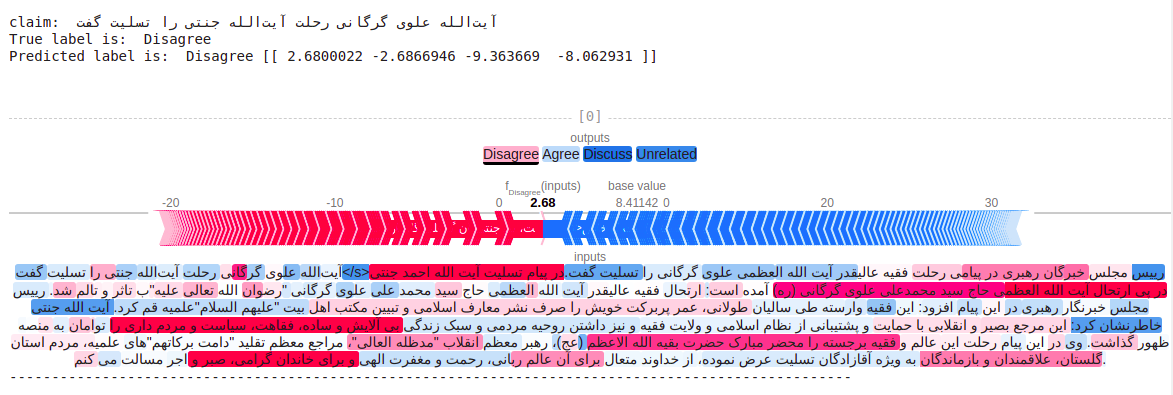 claim: آیت‌الله علوی گرگانی رحلت آیت‌الله جنتی را تسلیت گفت
True label is: Disagree
Predicted label is: Disagree [[ 2.6800022 -2.6866946 -9.363669 -8.062931 ]]
[0]
outputs
Disagree Agree Discuss Unrelated
f Disagree(inputs) base value
-20 -10 0 2.68 8.41142 0 20 30
inputs
آیت‌الله علوی گرگانی رحلت آیت‌الله جنتی را تسلیت گفت</s>در پیام تسلیت آیت الله احمد جنتی رییس مجلس خبرگان رهبری در پیامی رحلت فقیه عالیقدر آیت الله العظمی علوی گرگانی را تسلیت گفت.
در پی ارتحال آیت الله العظمی حاج سید محمدعلی علوی گرگانی (ره) آمده است: ارتحال فقیه عالیقدر آیت الله العظمی حاج سید محمد علی علوی گرگانی "رضوان الله تعالی علیه"ب تاثر و تالم شد. رییس
مجلس خبرگان رهبری در این پیام افزود: این فقیه وارسته طی سالیان طولانی، عمر پربرکت خویش را صرف نشر معارف اسلامی و تبیین مکتب اهل بیت "علیهم السلام"علمیه قم کرد. آیت الله جنتی
خاطرنشان کرد: این مرجع بصیر و انقلابی با حمایت و پشتیبانی از نظام اسلامی و ولایت فقیه و نیز داشتن روحیه مردمی و سبک زندگی بی آلایش و ساده، فقاهت، سیاست و مردم داری را توامان به منصه
ظهور گذاشت. وی در این پیام رحلت این عالم و فقیه برجسته را محضر مبارک حضرت بقیه الله الاعظم (عج)، رهبر معظم انقلاب "مدظله العالی"، مراجع معظم تقلید "دامت برکاتهم"های علمیه، مردم استان
گلستان، علاقمندان و بازماندگان به ویژه آقازادگان تسلیت عرض نموده، از خداوند متعال برای آن عالم ربانی، رحمت و مغفرت الهی و برای خاندان گرامی، صبر و اجر مسالت می کنم.